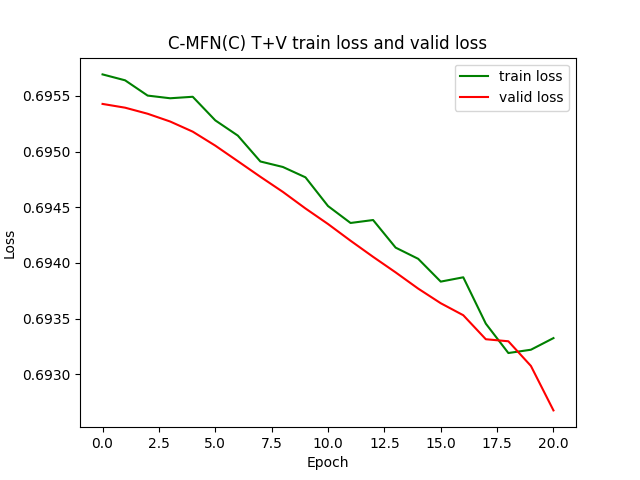 C-MFN(C) T+V train loss and valid loss
train loss
valid loss
0.6955
0.6950
0.6945
0.6940
0.6935
0.6930
Loss
0.0 2.5 5.0 7.5 10.0 12.5 15.0 17.5 20.0
Epoch